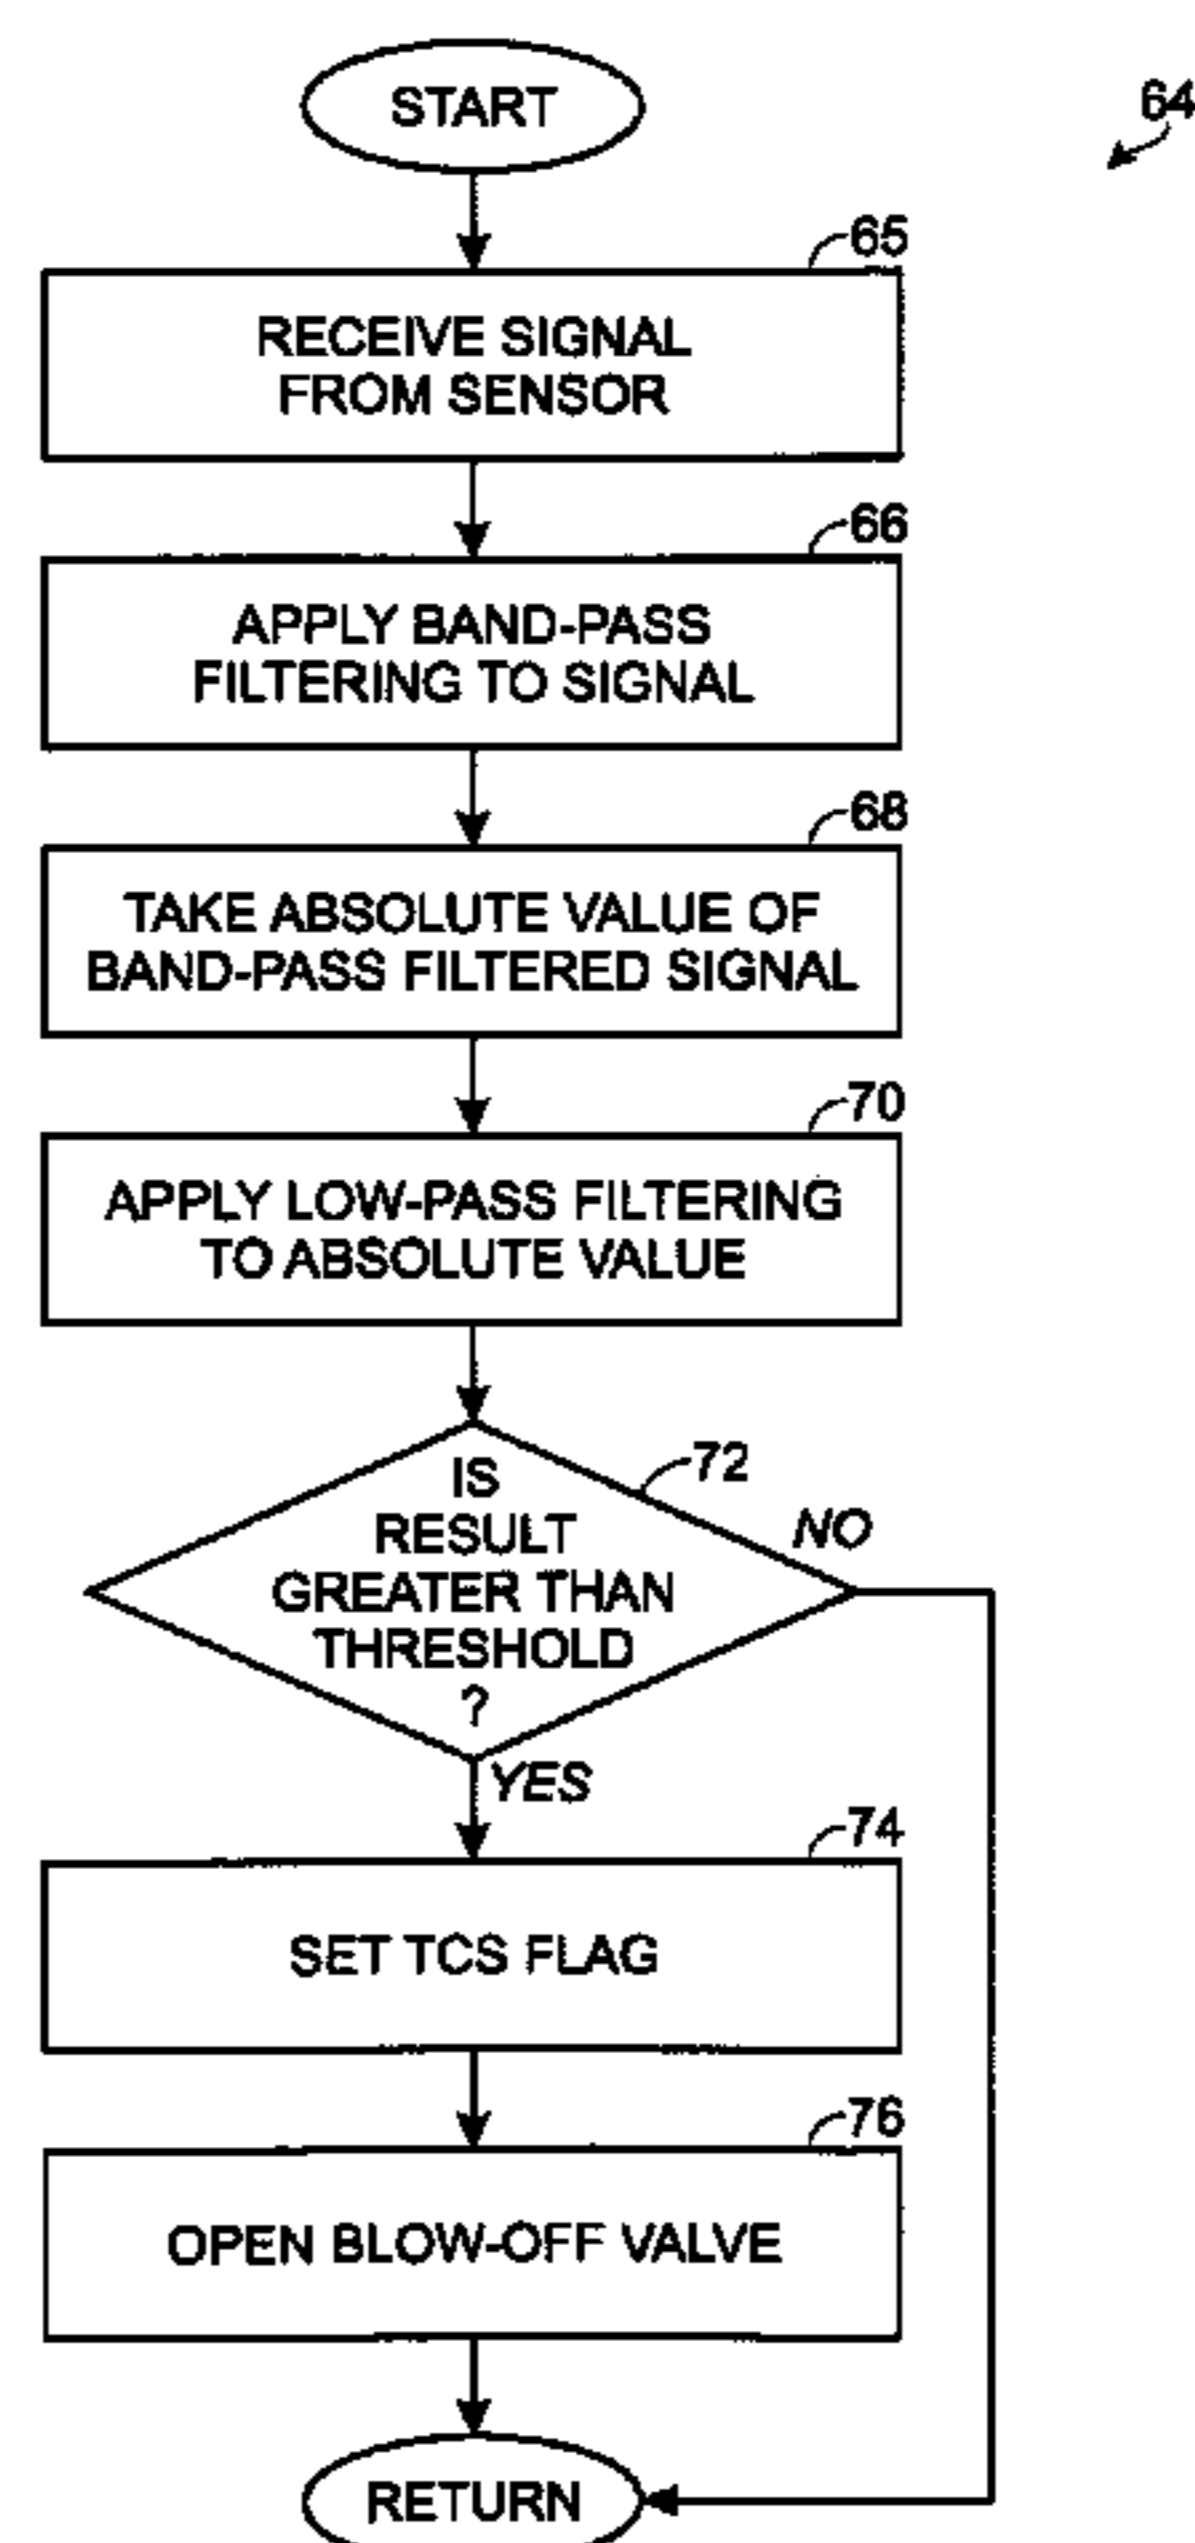 START
64
65
RECEIVE SIGNAL
FROM SENSOR
66
APPLY BAND-PASS
FILTERING TO SIGNAL
68
TAKE ABSOLUTE VALUE OF
BAND-PASS FILTERED SIGNAL
70
APPLY LOW-PASS FILTERING
TO ABSOLUTE VALUE
72
IS
RESULT
GREATER THAN
THRESHOLD
?
NO
YES
74
SET TCS FLAG
76
OPEN BLOW-OFF VALVE
RETURN